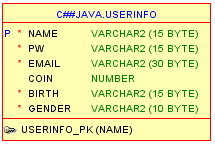 C##JAVA.USERINFO
P * NAME VARCHAR2 (15 BYTE)
* PW VARCHAR2 (15 BYTE)
* EMAIL VARCHAR2 (30 BYTE)
COIN NUMBER
* BIRTH VARCHAR2 (15 BYTE)
* GENDER VARCHAR2 (10 BYTE)
USERINFO_PK (NAME)